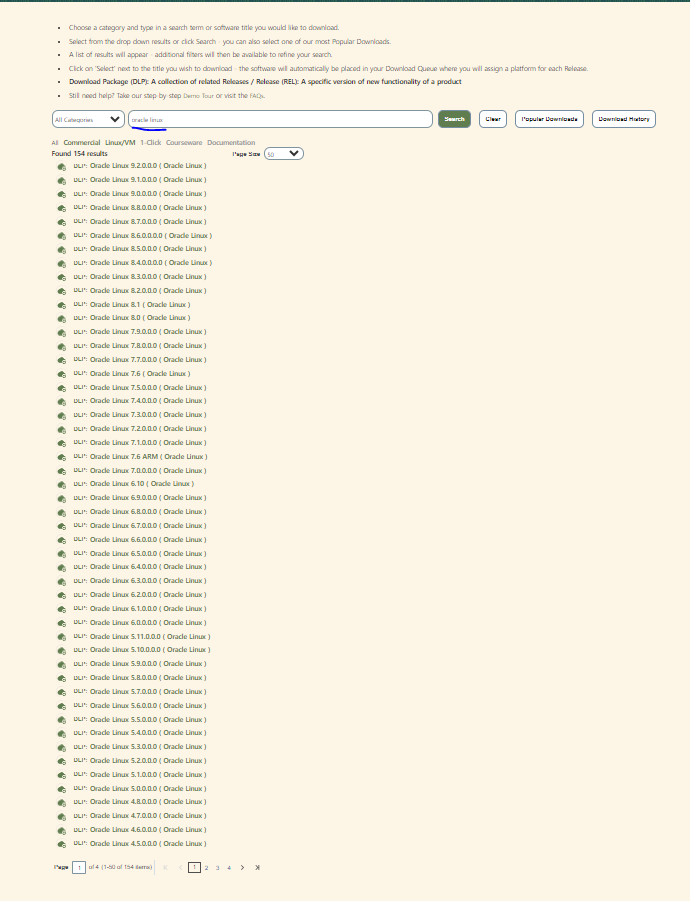 Choose a category and type in a search term or software title you would like to download.
Select from the drop down results or click Search - you can also select one of our most Popular Downloads.
A list of results will appear - additional filters will then be available to refine your search.
Click on 'Select' next to the title you wish to download - the software will automatically be placed in your Download Queue where you will assign a platform for each Release.
Download Package (DLP): A collection of related Releases / Release (REL): A specific version of new functionality of a product
Still need help? Take our step-by-step Demo Tour or visit the FAQs.
All Categories oracle linux Search Clear Popular Downloads Download History
All Commercial Linux/VM 1-Click Courseware Documentation
Found 154 results Page Size 50
DLP: Oracle Linux 9.2.0.0.0 ( Oracle Linux )
DLP: Oracle Linux 9.1.0.0.0 ( Oracle Linux )
DLP: Oracle Linux 9.0.0.0.0 ( Oracle Linux )
DLP: Oracle Linux 8.8.0.0.0 ( Oracle Linux )
DLP: Oracle Linux 8.7.0.0.0 ( Oracle Linux )
DLP: Oracle Linux 8.6.0.0.0.0 ( Oracle Linux )
DLP: Oracle Linux 8.5.0.0.0 ( Oracle Linux )
DLP: Oracle Linux 8.4.0.0.0.0 ( Oracle Linux )
DLP: Oracle Linux 8.3.0.0.0 ( Oracle Linux )
DLP: Oracle Linux 8.2.0.0.0 ( Oracle Linux )
DLP: Oracle Linux 8.1 ( Oracle Linux )
DLP: Oracle Linux 8.0 ( Oracle Linux )
DLP: Oracle Linux 7.9.0.0.0 ( Oracle Linux )
DLP: Oracle Linux 7.8.0.0.0 ( Oracle Linux )
DLP: Oracle Linux 7.7.0.0.0 ( Oracle Linux )
DLP: Oracle Linux 7.6 ( Oracle Linux )
DLP: Oracle Linux 7.5.0.0.0 ( Oracle Linux )
DLP: Oracle Linux 7.4.0.0.0 ( Oracle Linux )
DLP: Oracle Linux 7.3.0.0.0 ( Oracle Linux )
DLP: Oracle Linux 7.2.0.0.0 ( Oracle Linux )
DLP: Oracle Linux 7.1.0.0.0 ( Oracle Linux )
DLP: Oracle Linux 7.6 ARM ( Oracle Linux )
DLP: Oracle Linux 7.0.0.0.0 ( Oracle Linux )
DLP: Oracle Linux 6.10 ( Oracle Linux )
DLP: Oracle Linux 6.9.0.0.0 ( Oracle Linux )
DLP: Oracle Linux 6.8.0.0.0 ( Oracle Linux )
DLP: Oracle Linux 6.7.0.0.0 ( Oracle Linux )
DLP: Oracle Linux 6.6.0.0.0 ( Oracle Linux )
DLP: Oracle Linux 6.5.0.0.0 ( Oracle Linux )
DLP: Oracle Linux 6.4.0.0.0 ( Oracle Linux )
DLP: Oracle Linux 6.3.0.0.0 ( Oracle Linux )
DLP: Oracle Linux 6.2.0.0.0 ( Oracle Linux )
DLP: Oracle Linux 6.1.0.0.0 ( Oracle Linux )
DLP: Oracle Linux 6.0.0.0.0 ( Oracle Linux )
DLP: Oracle Linux 5.11.0.0.0 ( Oracle Linux )
DLP: Oracle Linux 5.10.0.0.0 ( Oracle Linux )
DLP: Oracle Linux 5.9.0.0.0 ( Oracle Linux )
DLP: Oracle Linux 5.8.0.0.0 ( Oracle Linux )
DLP: Oracle Linux 5.7.0.0.0 ( Oracle Linux )
DLP: Oracle Linux 5.6.0.0.0 ( Oracle Linux )
DLP: Oracle Linux 5.5.0.0.0 ( Oracle Linux )
DLP: Oracle Linux 5.4.0.0.0 ( Oracle Linux )
DLP: Oracle Linux 5.3.0.0.0 ( Oracle Linux )
DLP: Oracle Linux 5.2.0.0.0 ( Oracle Linux )
DLP: Oracle Linux 5.1.0.0.0 ( Oracle Linux )
DLP: Oracle Linux 5.0.0.0.0 ( Oracle Linux )
DLP: Oracle Linux 4.8.0.0.0 ( Oracle Linux )
DLP: Oracle Linux 4.7.0.0.0 ( Oracle Linux )
DLP: Oracle Linux 4.6.0.0.0 ( Oracle Linux )
DLP: Oracle Linux 4.5.0.0.0 ( Oracle Linux )
Page 1 of 4 (1-50 of 154 items) 1 2 3 4